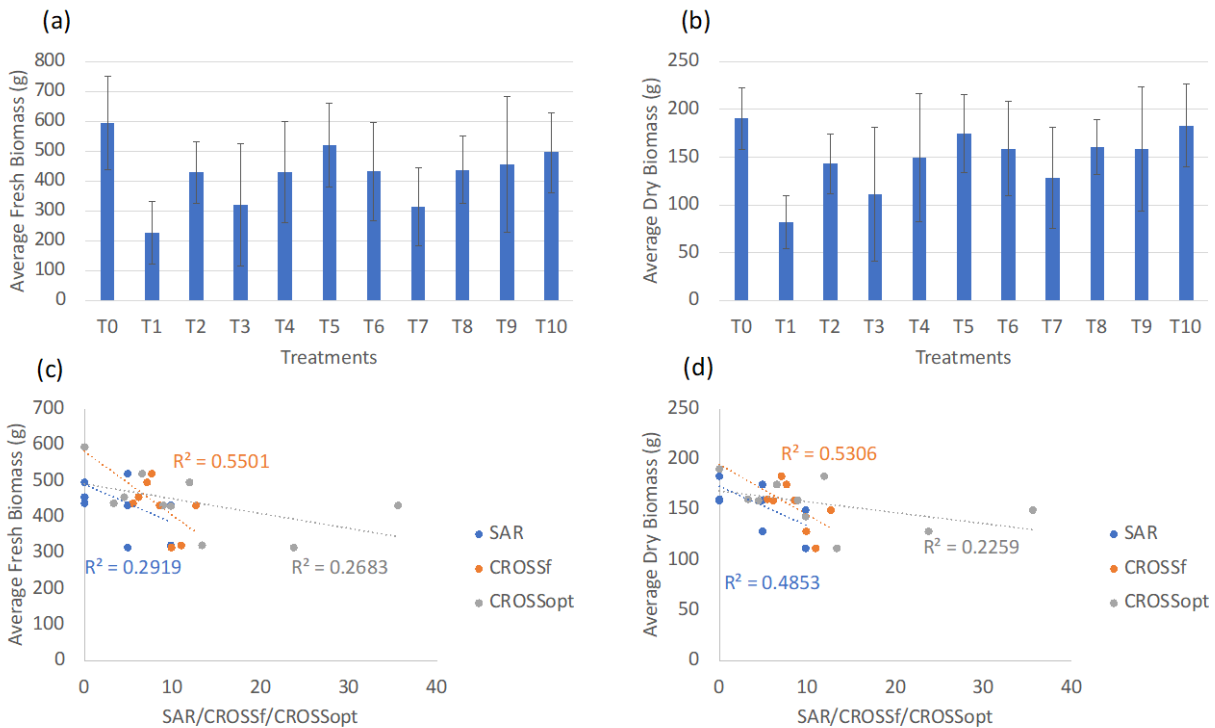 (a)
Average Fresh Biomass (g)
800
700
600
500
400
300
200
100
0
T0 T1 T2 T3 T4 T5 T6 T7 T8 T9 T10
Treatments
(b)
Average Dry Biomass (g)
250
200
150
100
50
0
T0 T1 T2 T3 T4 T5 T6 T7 T8 T9 T10
Treatments
(c)
Average Fresh Biomass (g)
700
600
500
400
300
200
100
0
R² = 0.5501
R² = 0.2919
R² = 0.2683
SAR
CROSSf
CROSSopt
0 10 20 30 40
SAR/CROSSf/CROSSopt
(d)
Average Dry Biomass (g)
250
200
150
100
50
0
R² = 0.5306
R² = 0.2259
R² = 0.4853
SAR
CROSSf
CROSSopt
0 10 20 30 40
SAR/CROSSf/CROSSopt